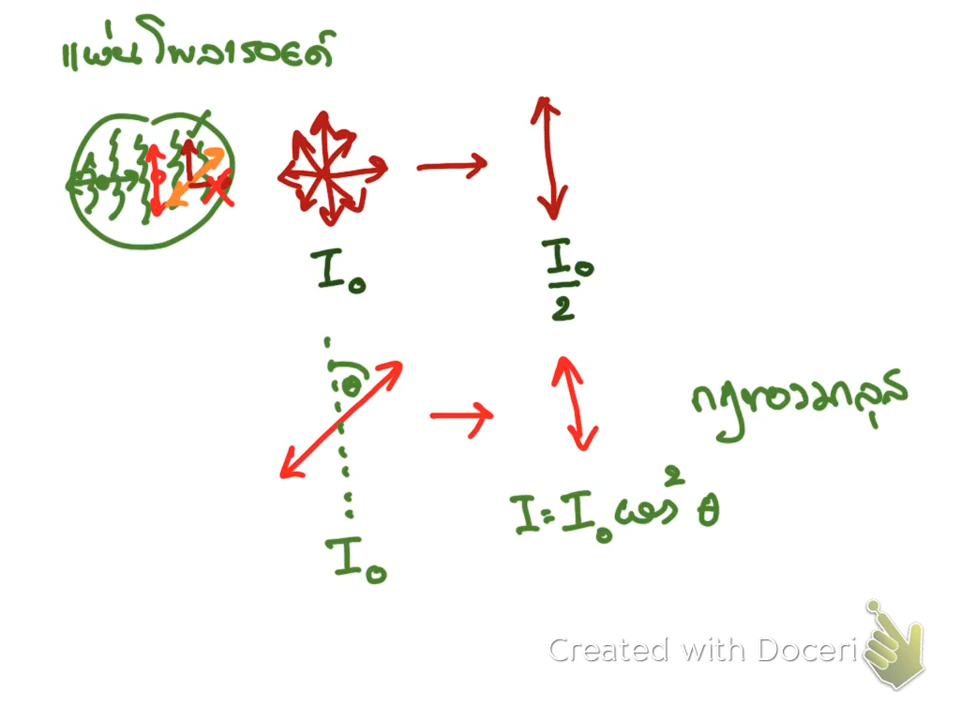 แผ่นโพลารอยด์
I₀
I₀/2
θ
กฎของมาลุส
I = I₀ cos² θ
I₀
Created with Doceri